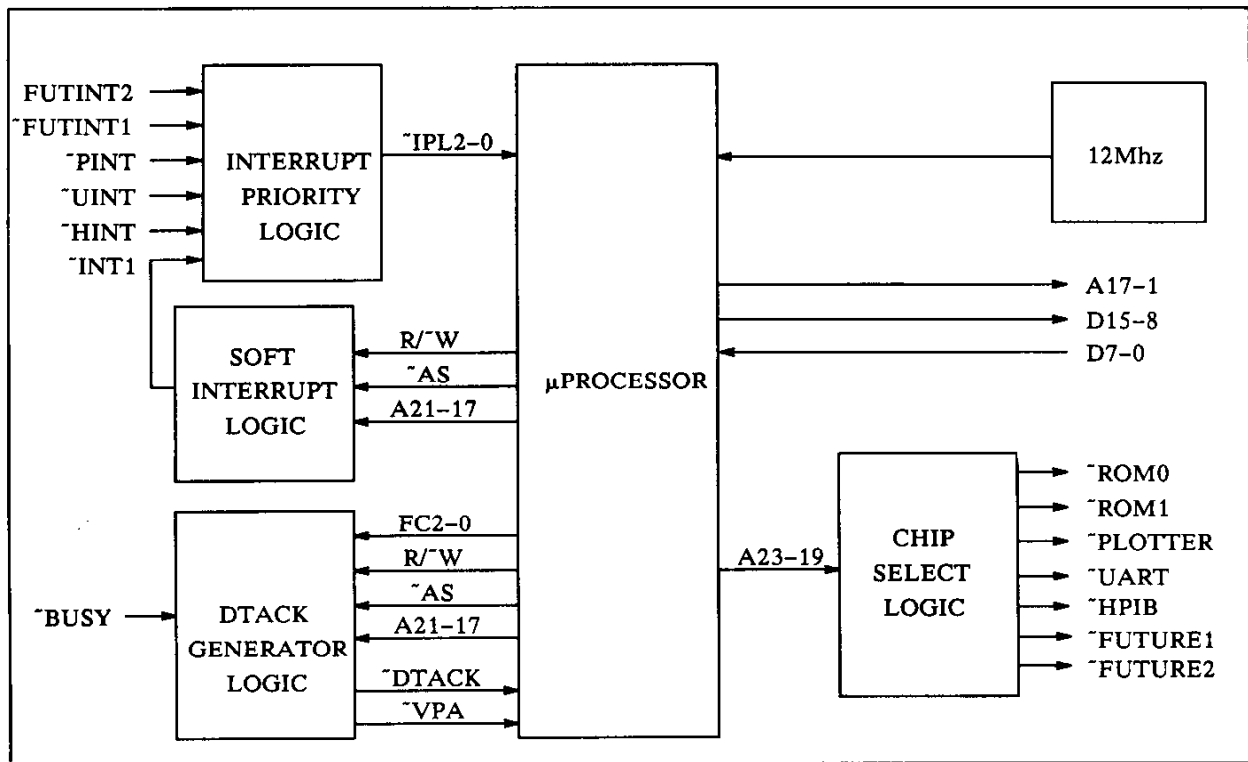 FUTINT2
~FUTINT1
~PINT
~UINT
~HINT
~INT1
INTERRUPT
PRIORITY
LOGIC
~IPL2-0
SOFT
INTERRUPT
LOGIC
R/~W
~AS
A21-17
~BUSY
DTACK
GENERATOR
LOGIC
FC2-0
R/~W
~AS
A21-17
~DTACK
~VPA
µPROCESSOR
12Mhz
A17-1
D15-8
D7-0
A23-19
CHIP
SELECT
LOGIC
~ROM0
~ROM1
~PLOTTER
~UART
~HPIB
~FUTURE1
~FUTURE2